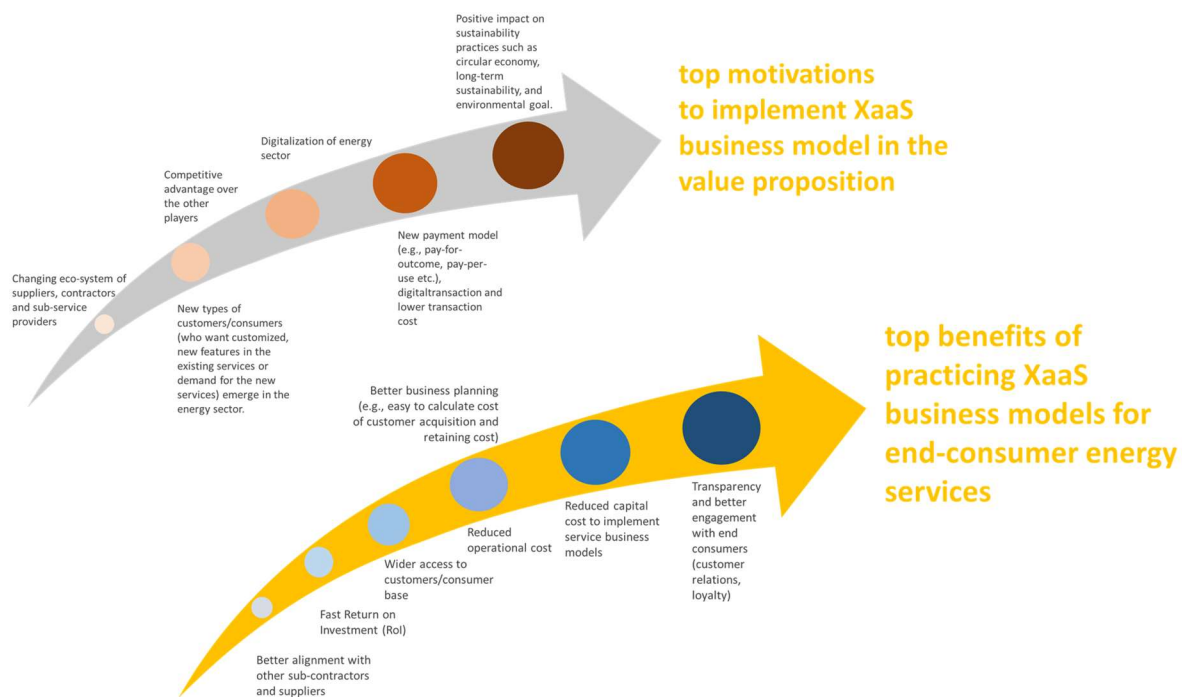 Positive impact on
sustainability
practices such as
circular economy,
long-term
sustainability, and
environmental goal.
top motivations
to implement XaaS
business model in the
value proposition
Digitalization of energy
sector
Competitive
advantage over
the other
players
Changing eco-system of
suppliers, contractors
and sub-service
providers
New types of
customers/consumers
(who want customized,
new features in the
existing services or
demand for the new
services) emerge in the
energy sector.
New payment model
(e.g., pay-for-
outcome, pay-per-
use etc.),
digitaltransaction and
lower transaction
cost
top benefits of
practicing XaaS
business models for
end-consumer energy
services
Better business planning
(e.g., easy to calculate cost
of customer acquisition and
retaining cost)
Transparency
and better
engagement
with end
consumers
(customer
relations,
loyalty)
Reduced capital
cost to implement
service business
models
Reduced
operational cost
Wider access to
customers/consumer
base
Fast Return on
Investment (RoI)
Better alignment with
other sub-contractors
and suppliers